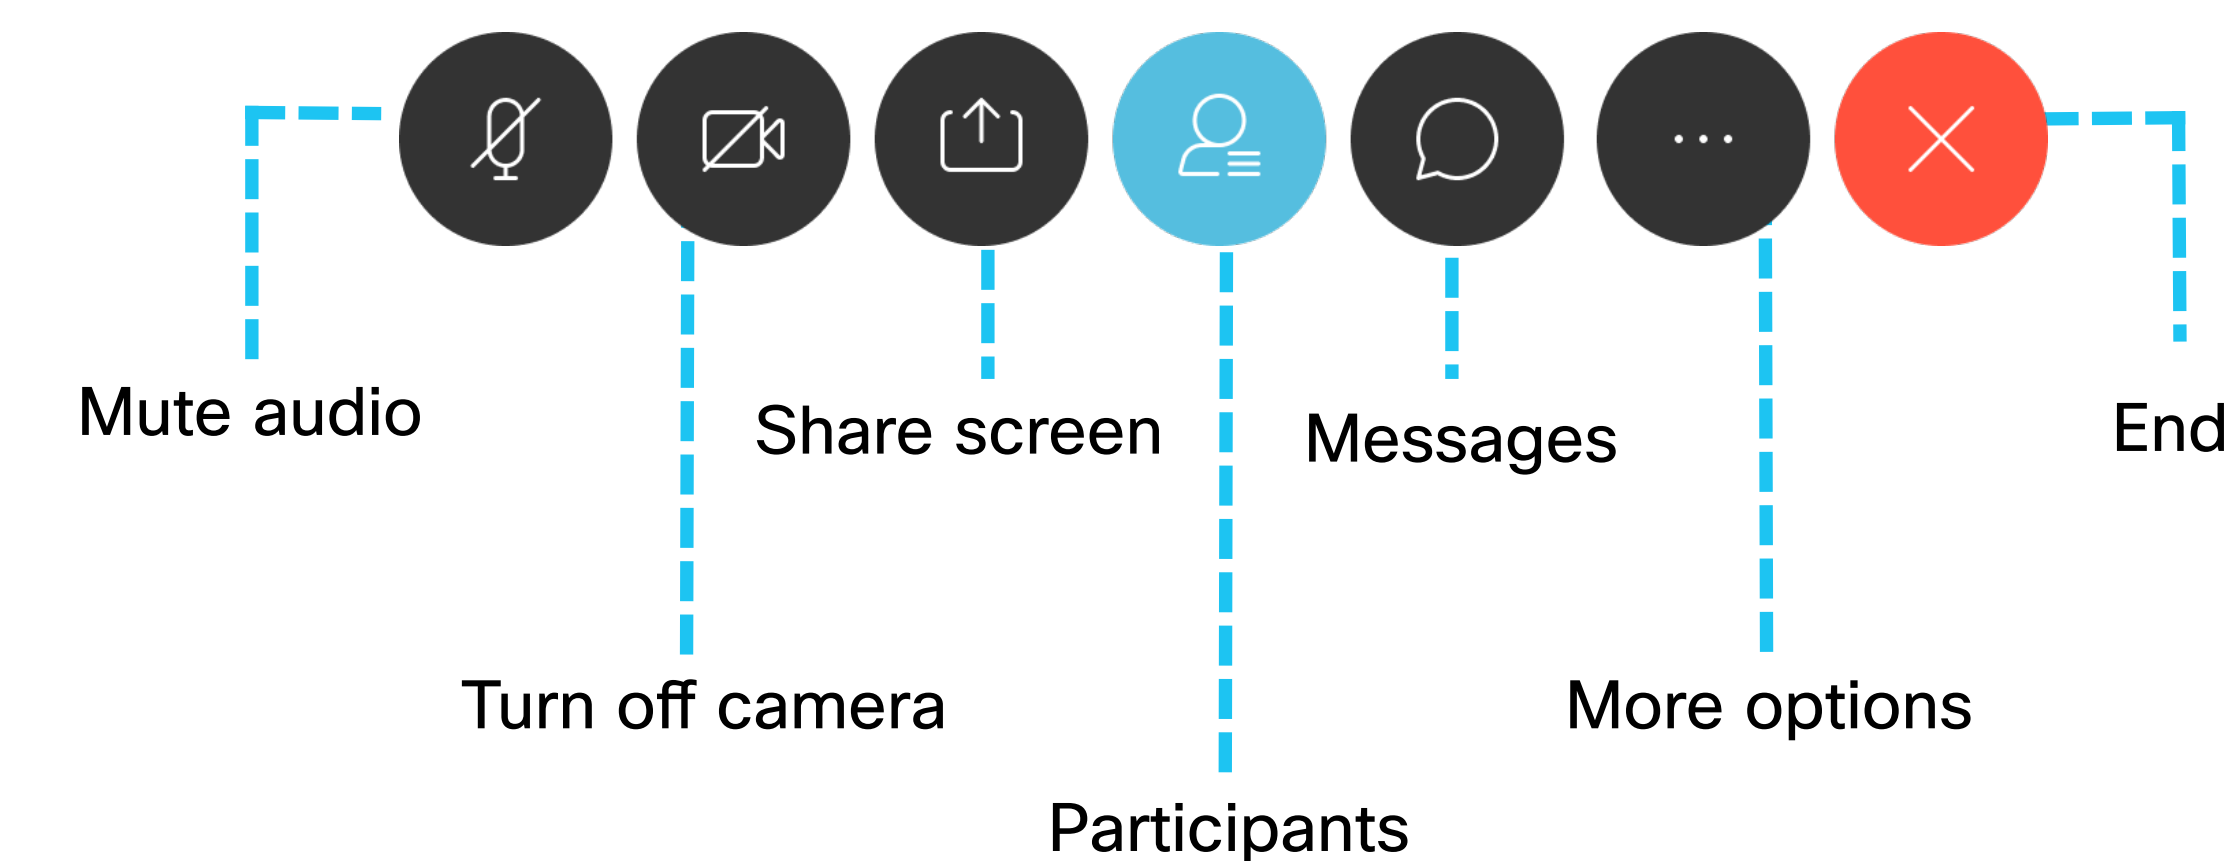 Mute audio
Share screen
Messages
End
Turn off camera
More options
Participants